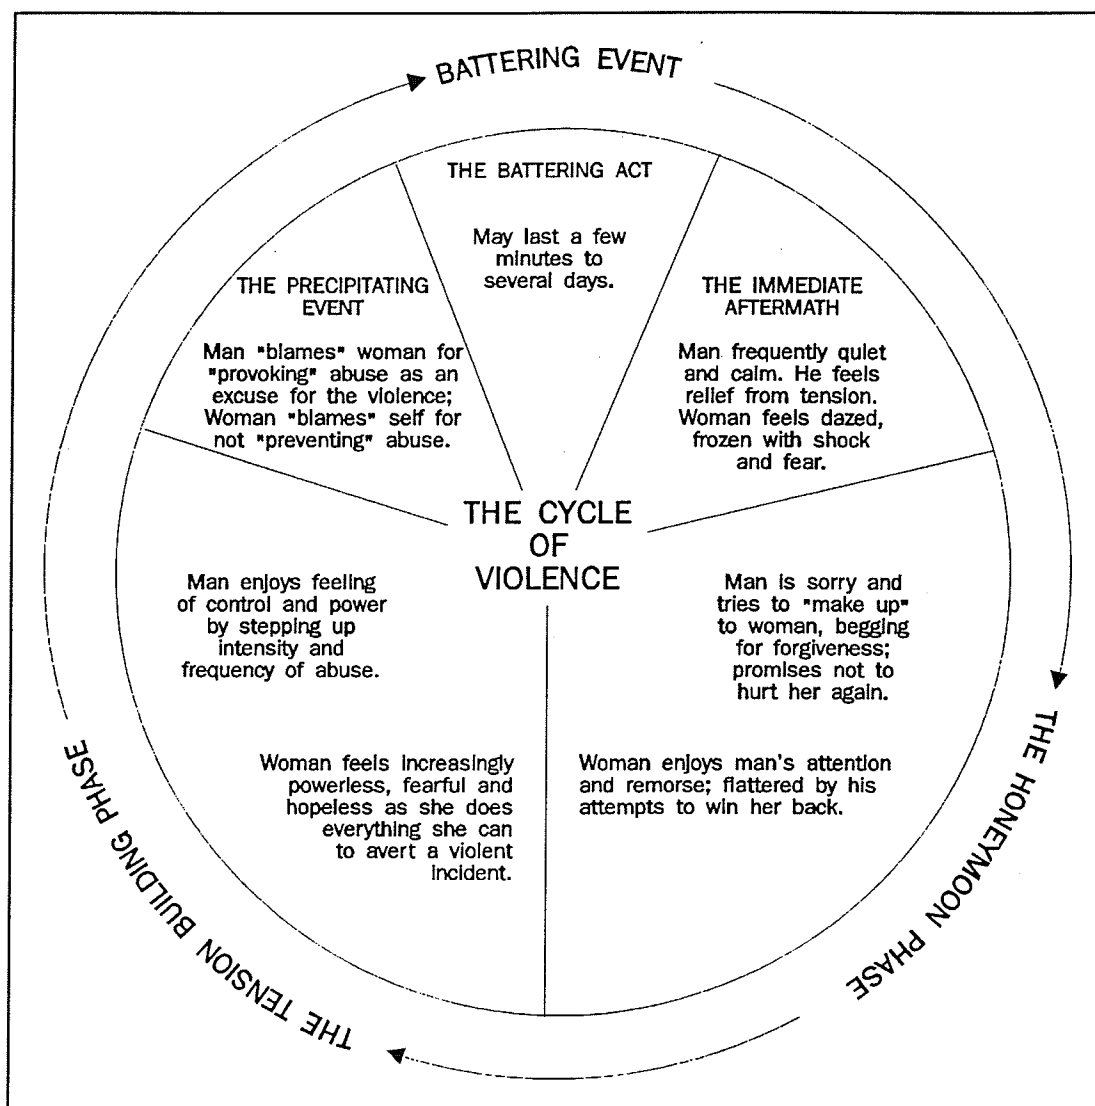 BATTERING EVENT
THE BATTERING ACT
May last a few
minutes to
several days.
THE PRECIPITATING
EVENT
Man "blames" woman for
"provoking" abuse as an
excuse for the violence;
Woman "blames" self for
not "preventing" abuse.
THE IMMEDIATE
AFTERMATH
Man frequently quiet
and calm. He feels
relief from tension.
Woman feels dazed,
frozen with shock
and fear.
THE CYCLE
OF
VIOLENCE
Man enjoys feeling
of control and power
by stepping up
intensity and
frequency of abuse.
Man is sorry and
tries to "make up"
to woman, begging
for forgiveness;
promises not to
hurt her again.
Woman feels increasingly
powerless, fearful and
hopeless as she does
everything she can
to avert a violent
incident.
Woman enjoys man's attention
and remorse; flattered by his
attempts to win her back.
THE HONEYMOON PHASE
THE TENSION BUILDING PHASE